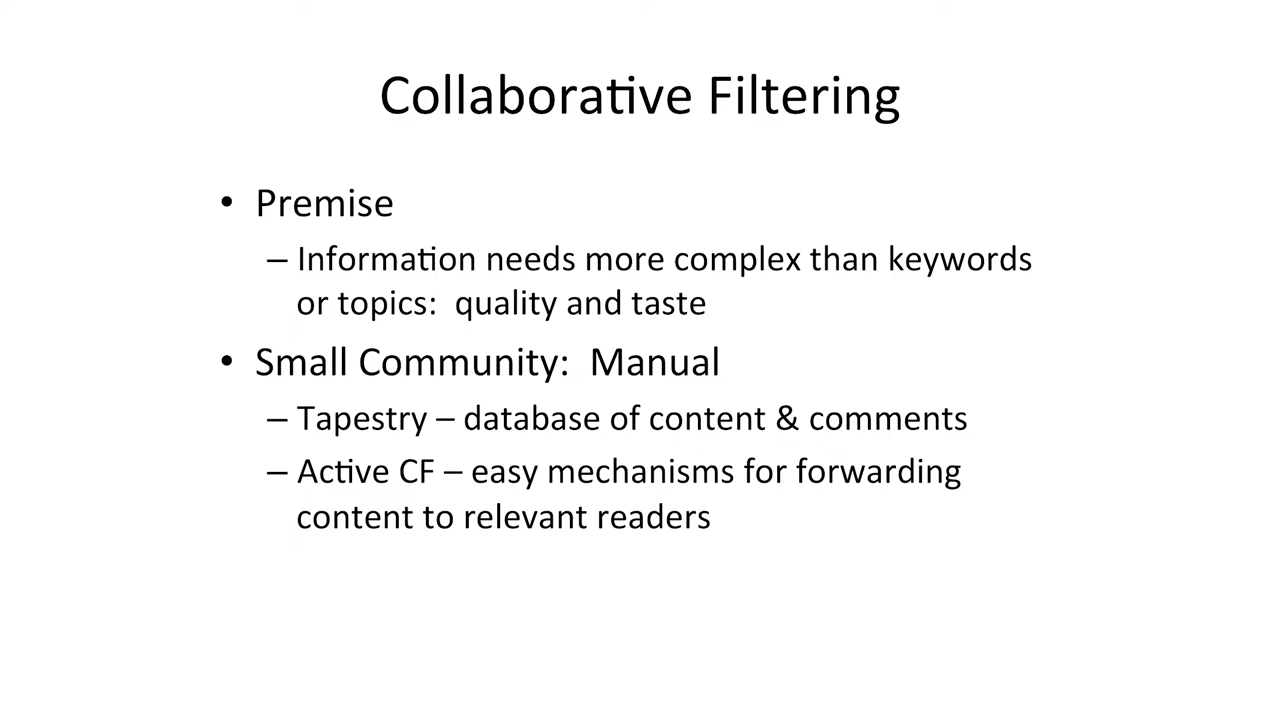 Collaborative Filtering
• Premise
– Information needs more complex than keywords
or topics: quality and taste
• Small Community: Manual
– Tapestry – database of content & comments
– Active CF – easy mechanisms for forwarding
content to relevant readers